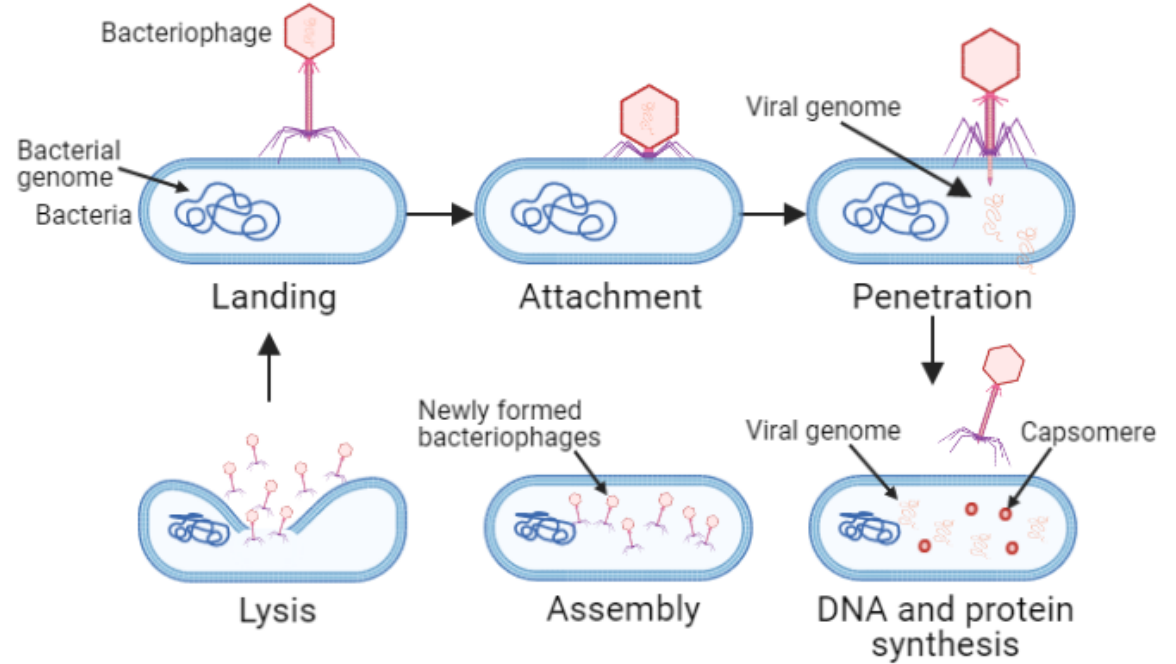 Bacteriophage
Bacterial
genome
Bacteria
Viral genome
Landing
Attachment
Penetration
Newly formed
bacteriophages
Viral genome
Capsomere
Lysis
Assembly
DNA and protein
synthesis